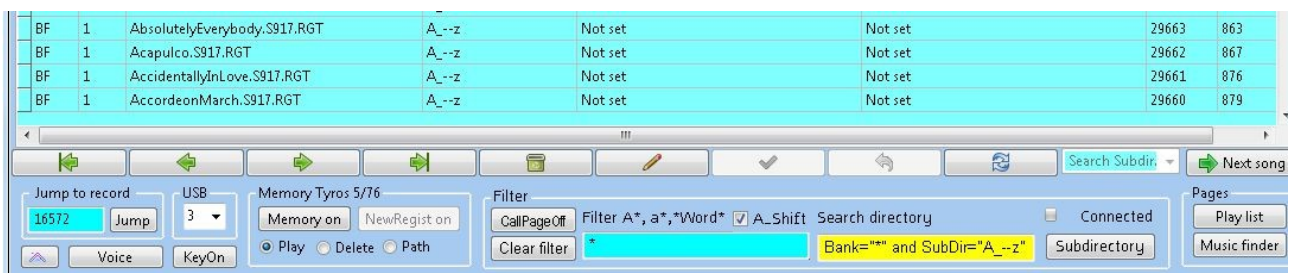 BF 1 AbsolutelyEverybody.S917.RGT A_--z Not set Not set 29663 863
BF 1 Acapulco.S917.RGT A_--z Not set Not set 29662 867
BF 1 AccidentallyInLove.S917.RGT A_--z Not set Not set 29661 876
BF 1 AccordeonMarch.S917.RGT A_--z Not set Not set 29660 879
Search Subdir. Next song
Jump to record USB Memory Tyros 5/76 Filter Pages
16572 Jump 3 Memory on NewRegist on CallPageOff Filter A*, a*,*Word* A_Shift Search directory Connected Play list
Voice KeyOn Play Delete Path Clear filter * Bank="*" and SubDir="A_--z" Subdirectory Music finder